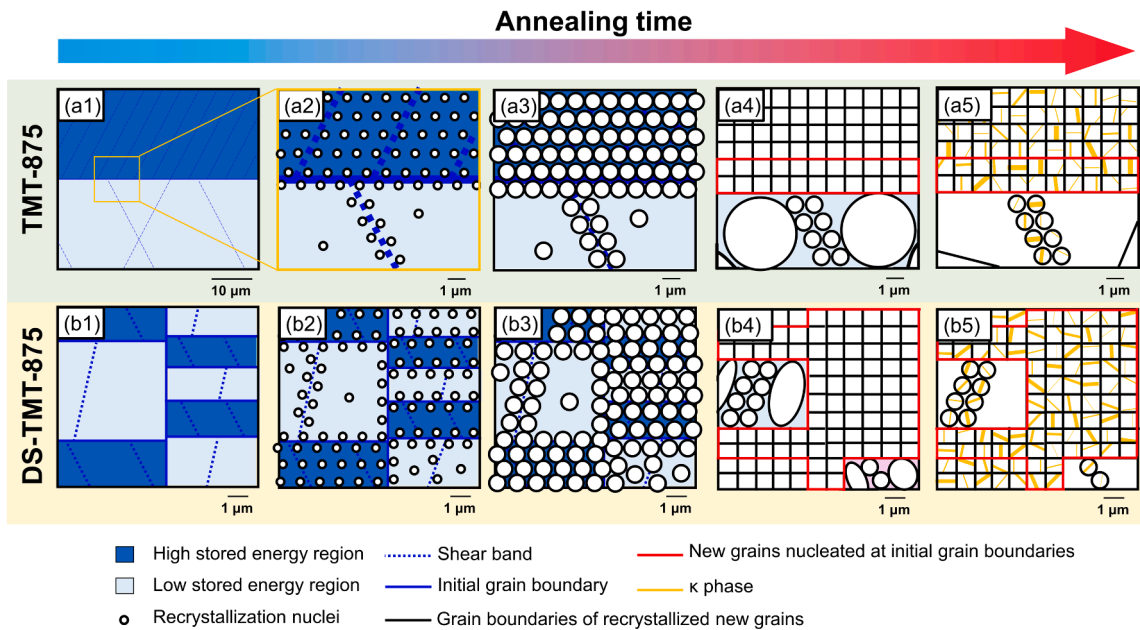 Annealing time
TMT-875
(a1)
(a2)
(a3)
(a4)
(a5)
10 μm
1 μm
1 μm
1 μm
1 μm
DS-TMT-875
(b1)
(b2)
(b3)
(b4)
(b5)
1 μm
1 μm
1 μm
1 μm
1 μm
High stored energy region
Shear band
New grains nucleated at initial grain boundaries
Low stored energy region
Initial grain boundary
κ phase
Recrystallization nuclei
Grain boundaries of recrystallized new grains